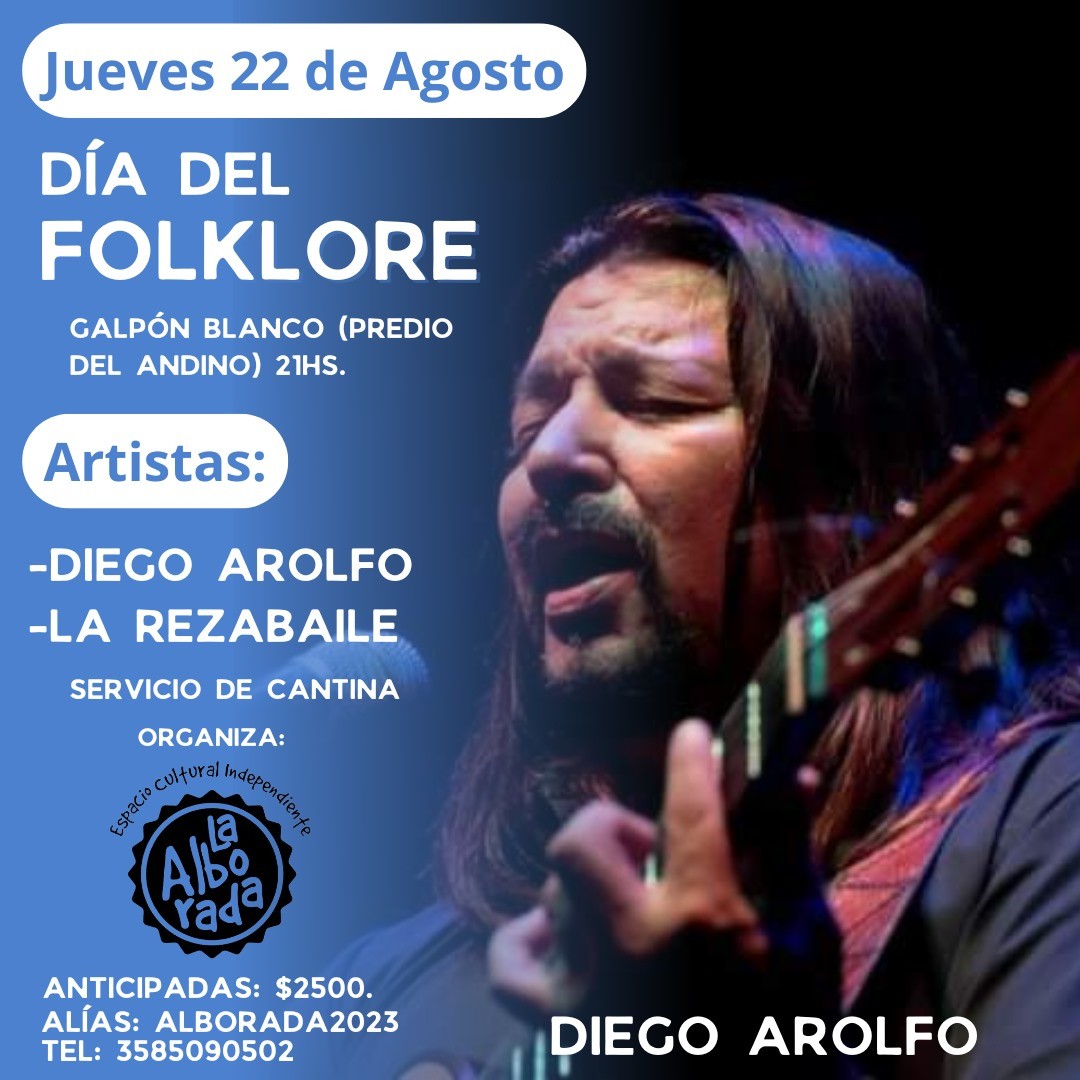 Jueves 22 de Agosto
DÍA DEL
FOLKLORE
GALPÓN BLANCO (PREDIO
DEL ANDINO) 21HS.
Artistas:
-DIEGO AROLFO
-LA REZABAILE
SERVICIO DE CANTINA
ORGANIZA:
Espacio Cultural Independiente
La
Albo
rada
ANTICIPADAS: $2500.
ALÍAS: ALBORADA2023
TEL: 3585090502
DIEGO AROLFO